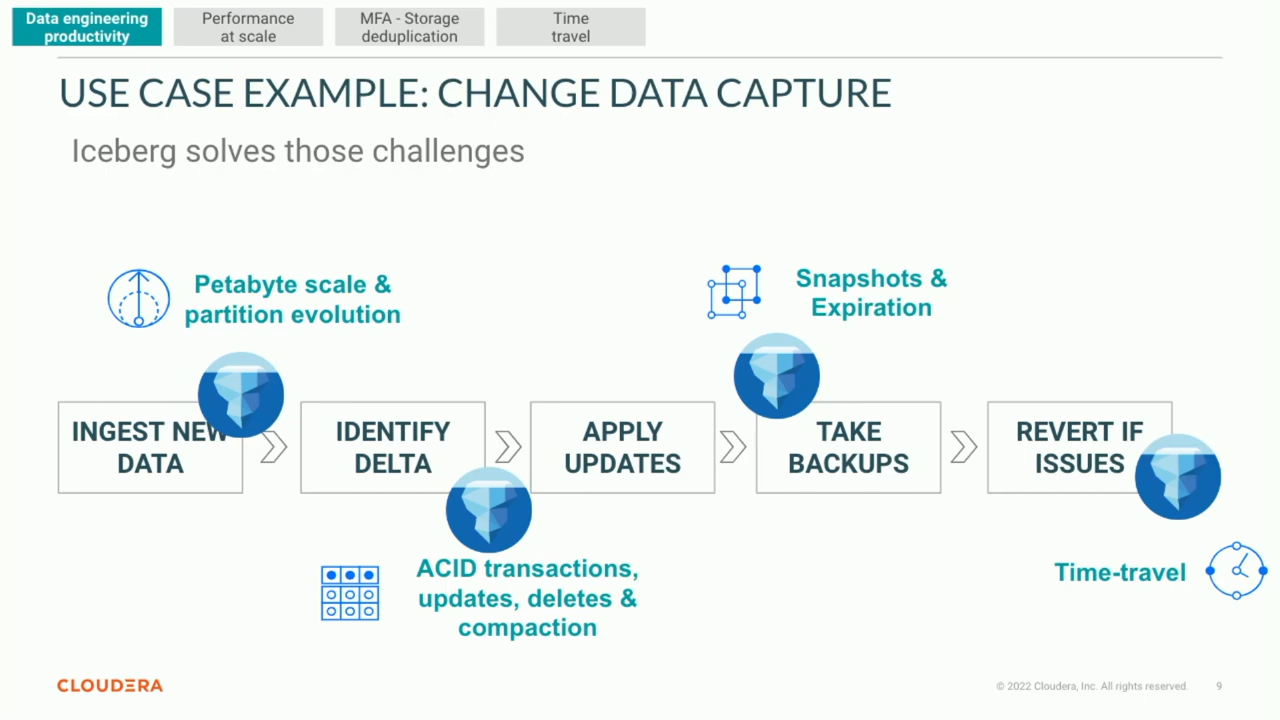 Data engineering
productivity
Performance
at scale
MFA - Storage
deduplication
Time
travel
USE CASE EXAMPLE: CHANGE DATA CAPTURE
Iceberg solves those challenges
Petabyte scale &
partition evolution
Snapshots &
Expiration
INGEST NEW
DATA
IDENTIFY
DELTA
APPLY
UPDATES
TAKE
BACKUPS
REVERT IF
ISSUES
ACID transactions,
updates, deletes &
compaction
Time-travel
CLOUDERA
© 2022 Cloudera, Inc. All rights reserved. 9